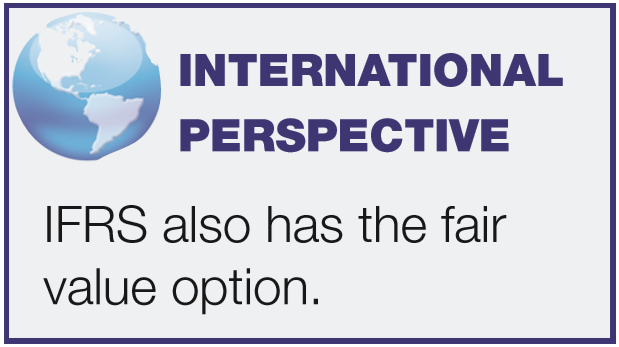 INTERNATIONAL
PERSPECTIVE
IFRS also has the fair
value option.